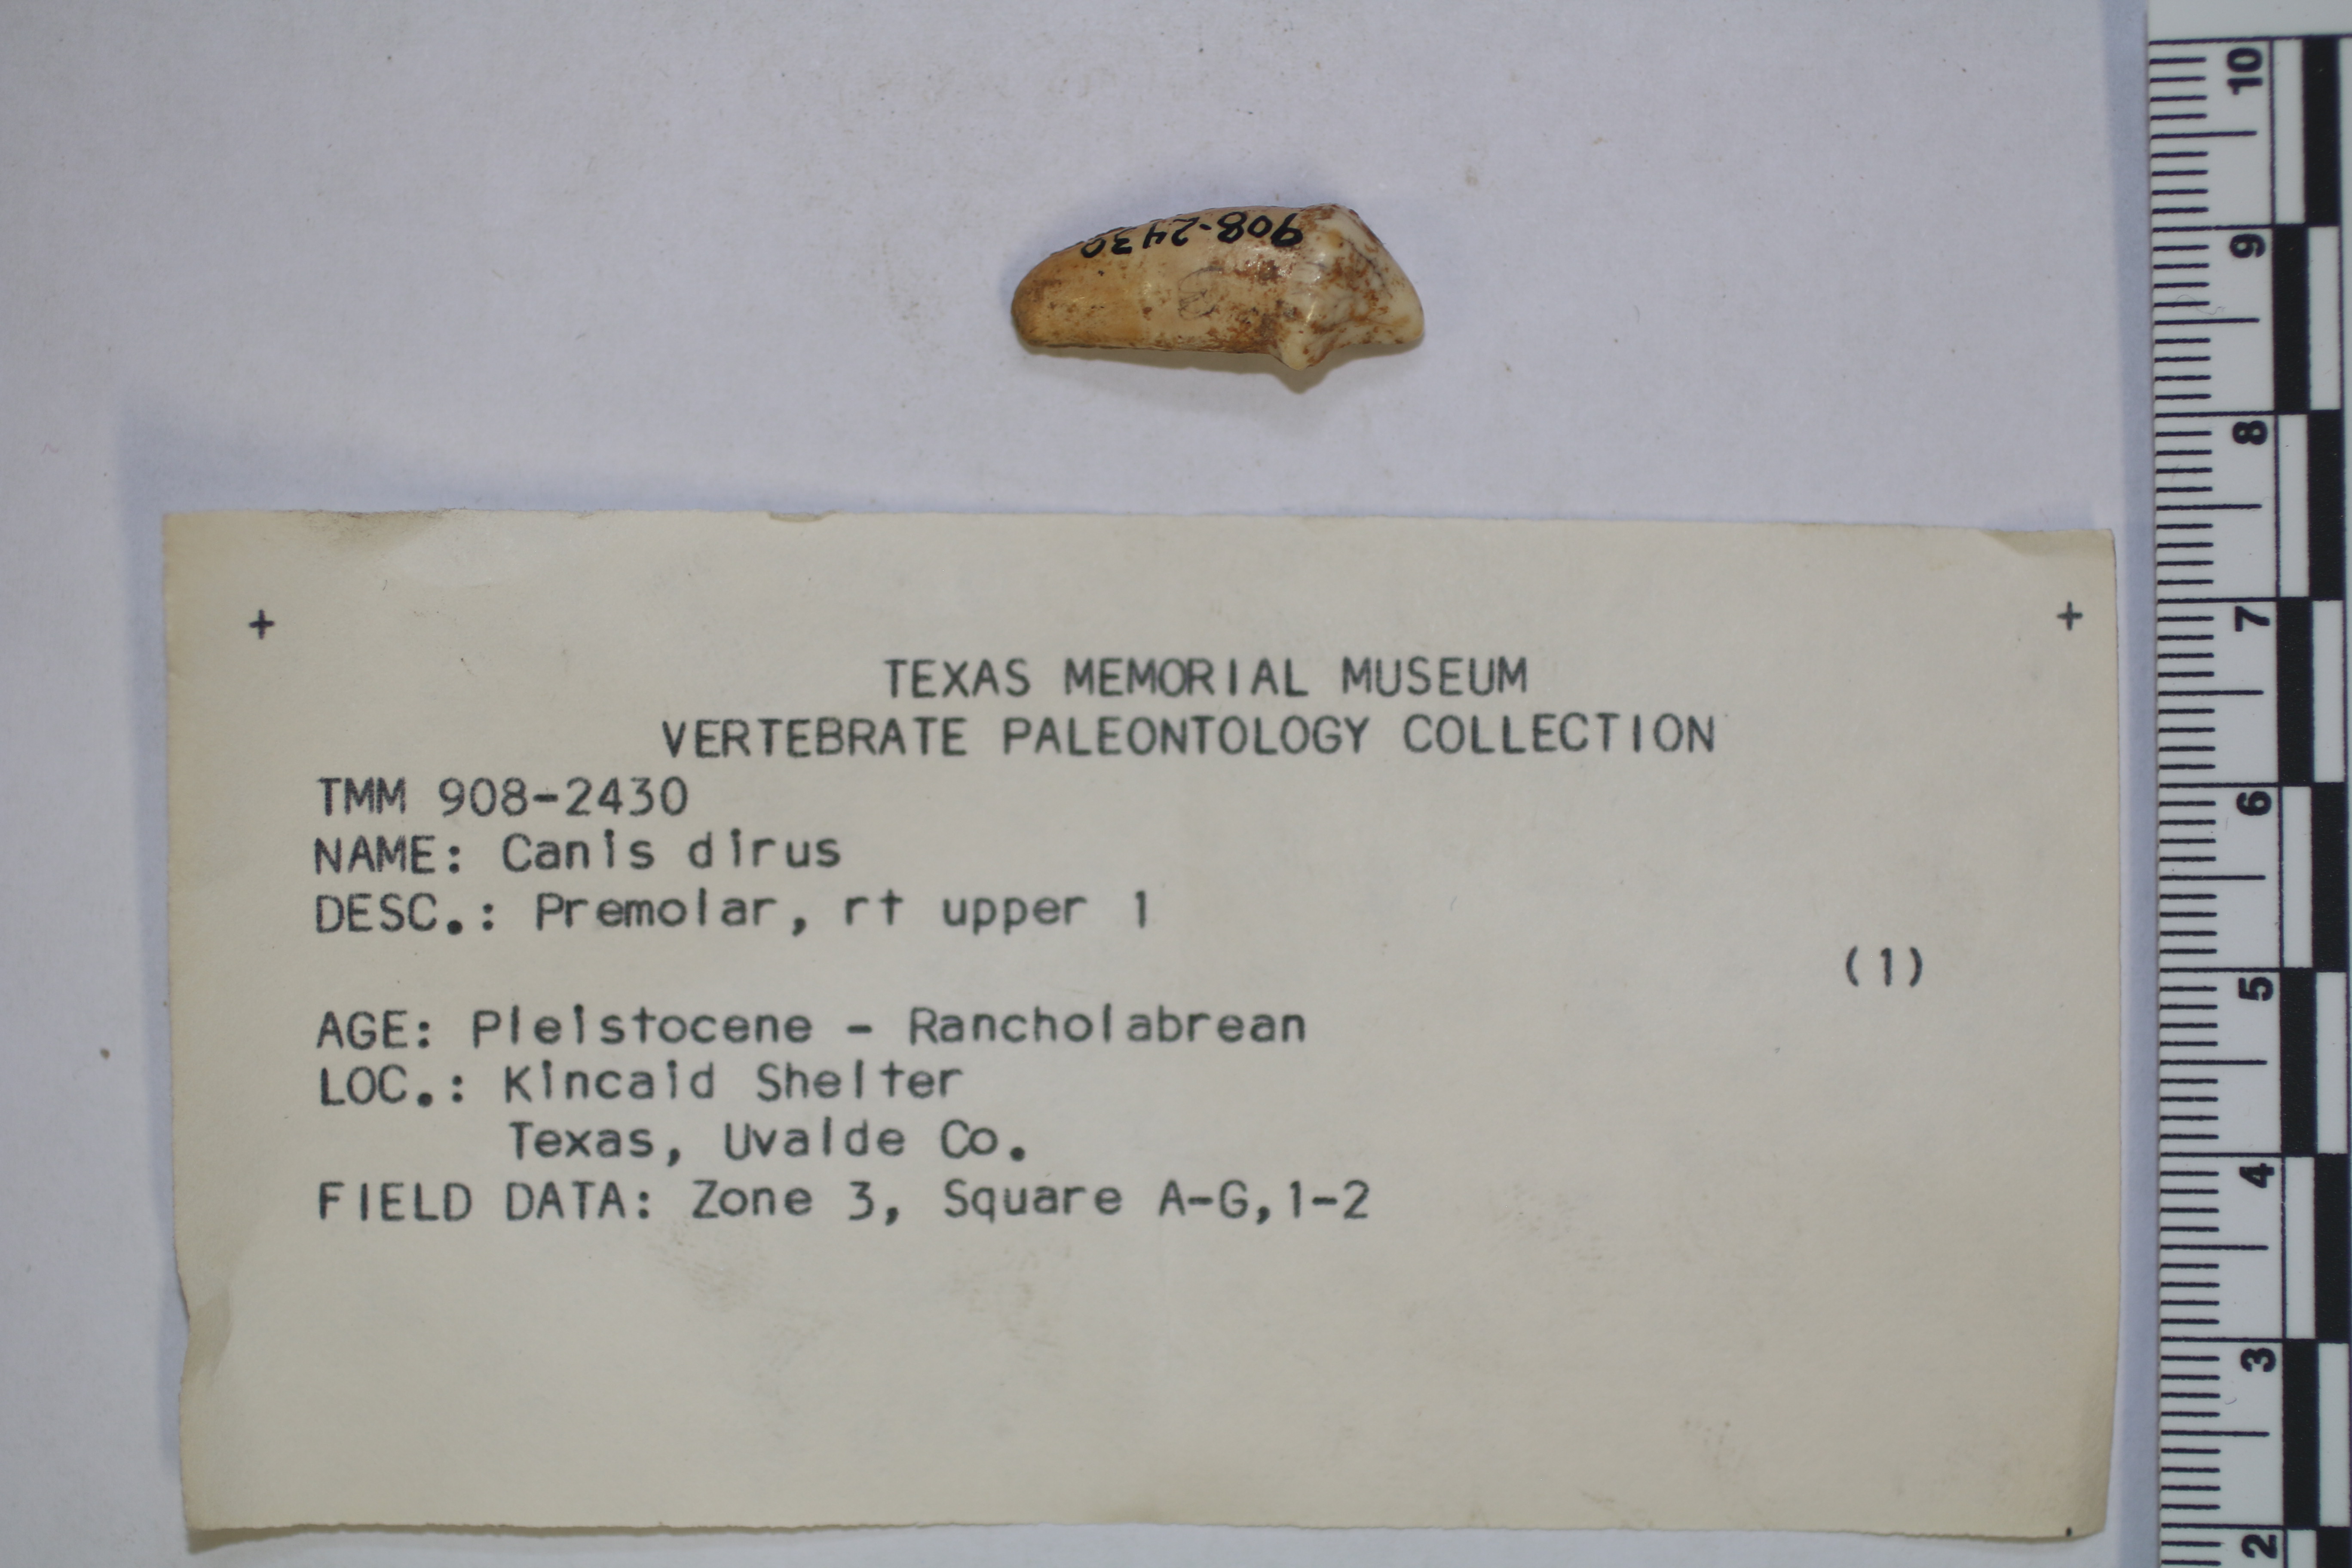 10 9 8 7 6 5 4 3 2
+ +
TEXAS MEMORIAL MUSEUM
VERTEBRATE PALEONTOLOGY COLLECTION
TMM 908-2430
NAME: Canis dirus
DESC.: Premolar, rt upper 1
(1)
AGE: Pleistocene - Rancholabrean
LOC.: Kincaid Shelter
Texas, Uvalde Co.
FIELD DATA: Zone 3, Square A-G,1-2
908-2430